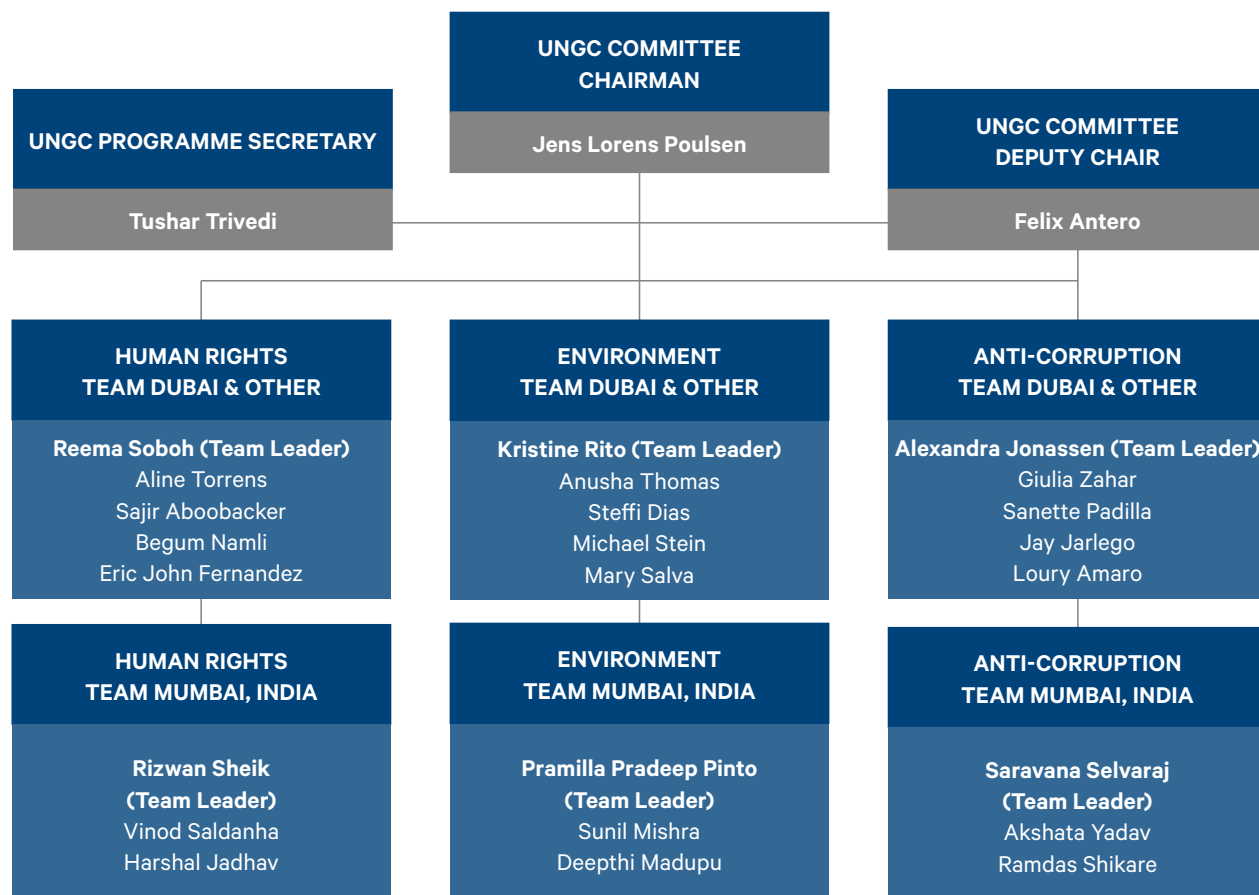 UNGC COMMITTEE
CHAIRMAN
Jens Lorens Poulsen
UNGC PROGRAMME SECRETARY
Tushar Trivedi
UNGC COMMITTEE
DEPUTY CHAIR
Felix Antero
HUMAN RIGHTS
TEAM DUBAI & OTHER
Reema Soboh (Team Leader)
Aline Torrens
Sajir Aboobacker
Begum Namli
Eric John Fernandez
ENVIRONMENT
TEAM DUBAI & OTHER
Kristine Rito (Team Leader)
Anusha Thomas
Steffi Dias
Michael Stein
Mary Salva
ANTI-CORRUPTION
TEAM DUBAI & OTHER
Alexandra Jonassen (Team Leader)
Giulia Zahar
Sanette Padilla
Jay Jarlego
Loury Amaro
HUMAN RIGHTS
TEAM MUMBAI, INDIA
Rizwan Sheik
(Team Leader)
Vinod Saldanha
Harshal Jadhav
ENVIRONMENT
TEAM MUMBAI, INDIA
Pramilla Pradeep Pinto
(Team Leader)
Sunil Mishra
Deepthi Madupu
ANTI-CORRUPTION
TEAM MUMBAI, INDIA
Saravana Selvaraj
(Team Leader)
Akshata Yadav
Ramdas Shikare